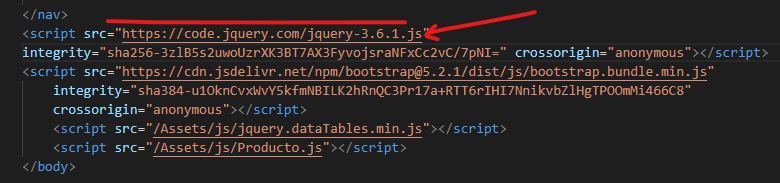 </nav>
<script src="https://code.jquery.com/jquery-3.6.1.js"
integrity="sha256-3zlB5s2uwoUzrXK3BT7AX3FyvojsraNFxCc2vC/7pNI=" crossorigin="anonymous"></script>
<script src="https://cdn.jsdelivr.net/npm/bootstrap@5.2.1/dist/js/bootstrap.bundle.min.js"
integrity="sha384-u1OknCvxWvY5kfmNBILK2hRnQC3Pr17a+RTT6rIHI7NnikvbZlHgTPOOmMi466C8"
crossorigin="anonymous"></script>
<script src="/Assets/js/jquery.dataTables.min.js"></script>
<script src="/Assets/js/Producto.js"></script>
</body>